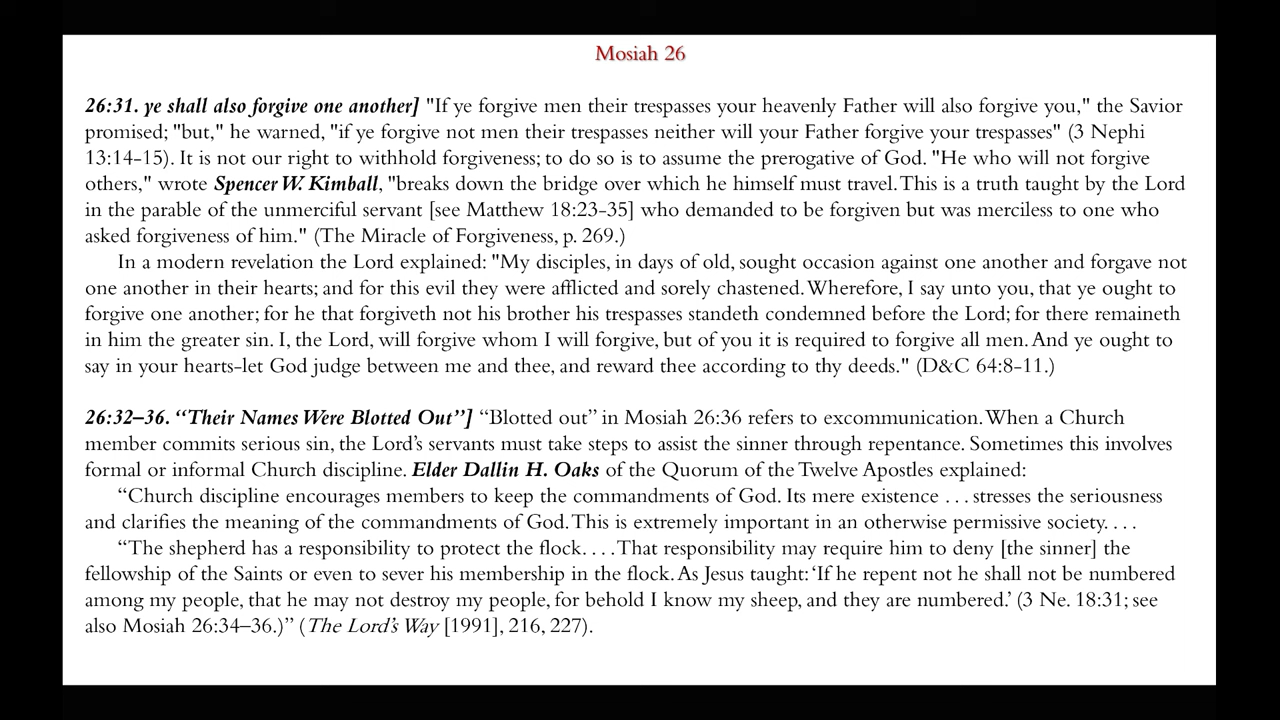 Mosiah 26
26:31. ye shall also forgive one another] "If ye forgive men their trespasses your heavenly Father will also forgive you," the Savior
promised; "but," he warned, "if ye forgive not men their trespasses neither will your Father forgive your trespasses" (3 Nephi
13:14-15). It is not our right to withhold forgiveness; to do so is to assume the prerogative of God. "He who will not forgive
others," wrote Spencer W. Kimball, "breaks down the bridge over which he himself must travel. This is a truth taught by the Lord
in the parable of the unmerciful servant [see Matthew 18:23-35] who demanded to be forgiven but was merciless to one who
asked forgiveness of him." (The Miracle of Forgiveness, p. 269.)
In a modern revelation the Lord explained: "My disciples, in days of old, sought occasion against one another and forgave not
one another in their hearts; and for this evil they were afflicted and sorely chastened. Wherefore, I say unto you, that ye ought to
forgive one another; for he that forgiveth not his brother his trespasses standeth condemned before the Lord; for there remaineth
in him the greater sin. I, the Lord, will forgive whom I will forgive, but of you it is required to forgive all men. And ye ought to
say in your hearts-let God judge between me and thee, and reward thee according to thy deeds." (D&C 64:8-11.)
26:32–36. “Their Names Were Blotted Out”] “Blotted out” in Mosiah 26:36 refers to excommunication. When a Church
member commits serious sin, the Lord’s servants must take steps to assist the sinner through repentance. Sometimes this involves
formal or informal Church discipline. Elder Dallin H. Oaks of the Quorum of the Twelve Apostles explained:
“Church discipline encourages members to keep the commandments of God. Its mere existence . . . stresses the seriousness
and clarifies the meaning of the commandments of God. This is extremely important in an otherwise permissive society. . . .
“The shepherd has a responsibility to protect the flock. . . . That responsibility may require him to deny [the sinner] the
fellowship of the Saints or even to sever his membership in the flock. As Jesus taught: ‘If he repent not he shall not be numbered
among my people, that he may not destroy my people, for behold I know my sheep, and they are numbered.’ (3 Ne. 18:31; see
also Mosiah 26:34–36.)” (The Lord’s Way [1991], 216, 227).